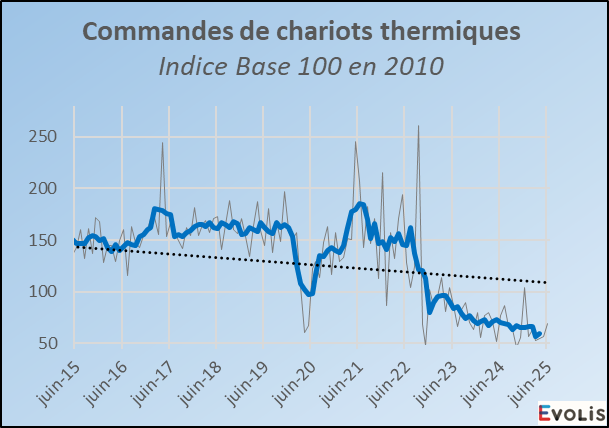 Commandes de chariots thermiques
Indice Base 100 en 2010
250
200
150
100
50
juin-15
juin-16
juin-17
juin-18
juin-19
juin-20
juin-21
juin-22
juin-23
juin-24
juin-25
EVOLIS